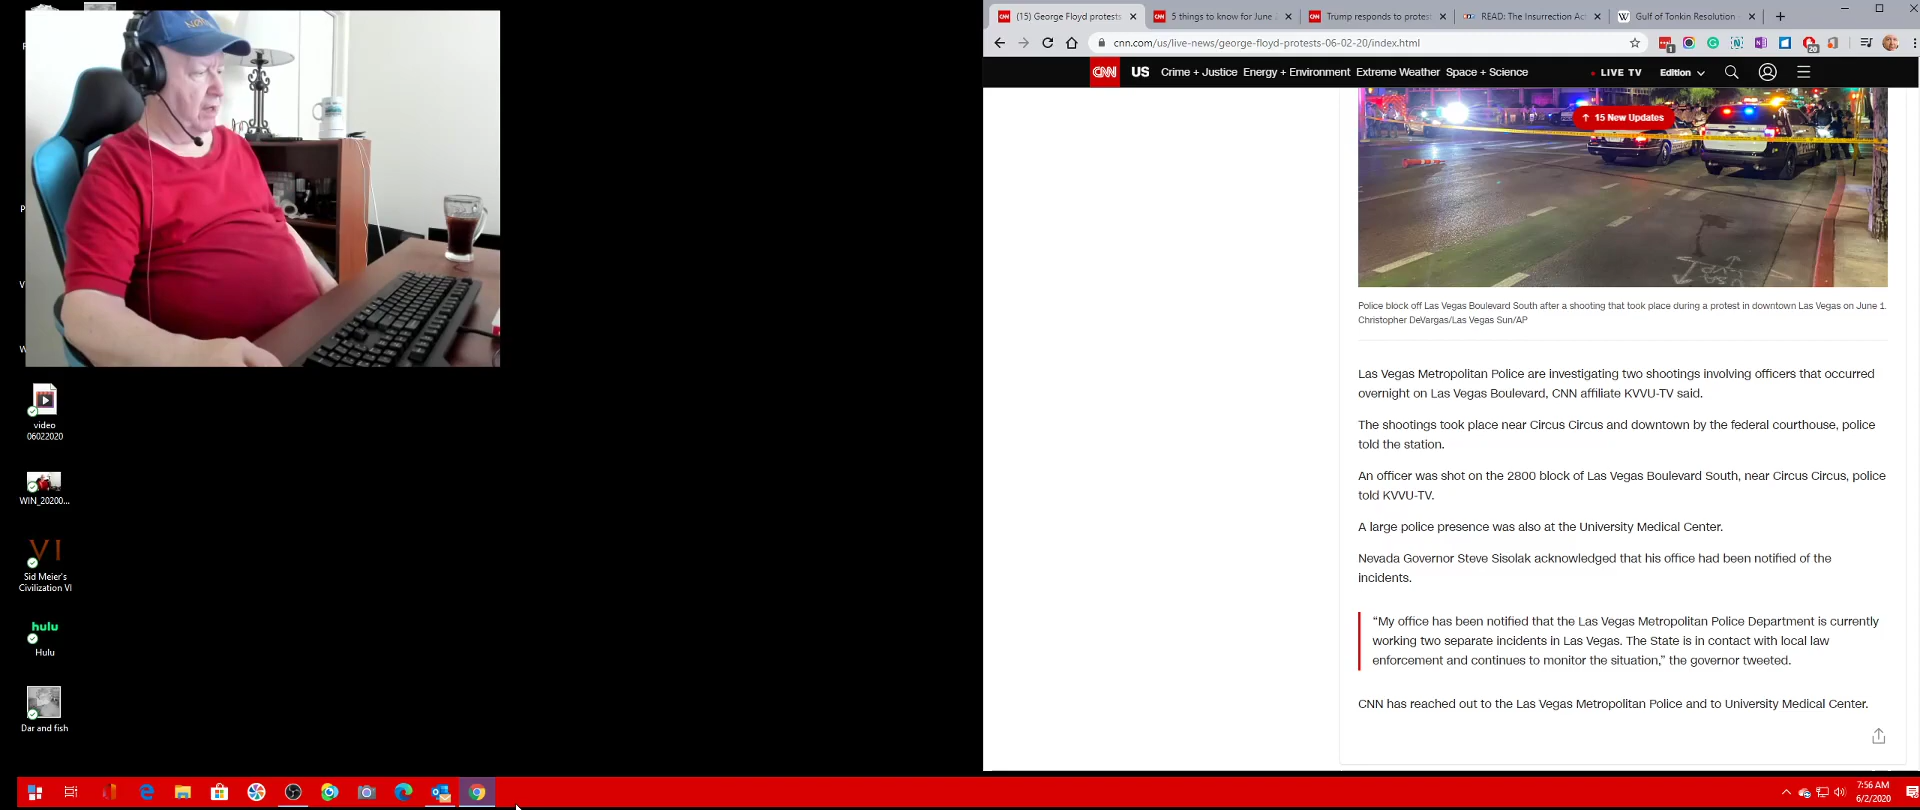 (15) George Floyd protests
5 things to know for June
Trump responds to protest
READ: The Insurrection Ac
Gulf of Tonkin Resolution
cnn.com/us/live-news/george-floyd-protests-06-02-20/index.html
1
20
CNN US Crime + Justice Energy + Environment Extreme Weather Space + Science LIVE TV Edition
15 New Updates
Police block off Las Vegas Boulevard South after a shooting that took place during a protest in downtown Las Vegas on June 1.
Christopher DeVargas/Las Vegas Sun/AP
Las Vegas Metropolitan Police are investigating two shootings involving officers that occurred
overnight on Las Vegas Boulevard, CNN affiliate KVVU-TV said.
The shootings took place near Circus Circus and downtown by the federal courthouse, police
told the station.
An officer was shot on the 2800 block of Las Vegas Boulevard South, near Circus Circus, police
told KVVU-TV.
A large police presence was also at the University Medical Center.
Nevada Governor Steve Sisolak acknowledged that his office had been notified of the
incidents.
“My office has been notified that the Las Vegas Metropolitan Police Department is currently
working two separate incidents in Las Vegas. The State is in contact with local law
enforcement and continues to monitor the situation,” the governor tweeted.
CNN has reached out to the Las Vegas Metropolitan Police and to University Medical Center.
video
06022020
WIN_20200...
VI
Sid Meier's
Civilization VI
hulu
Hulu
Dar and fish
7:56 AM
6/2/2020